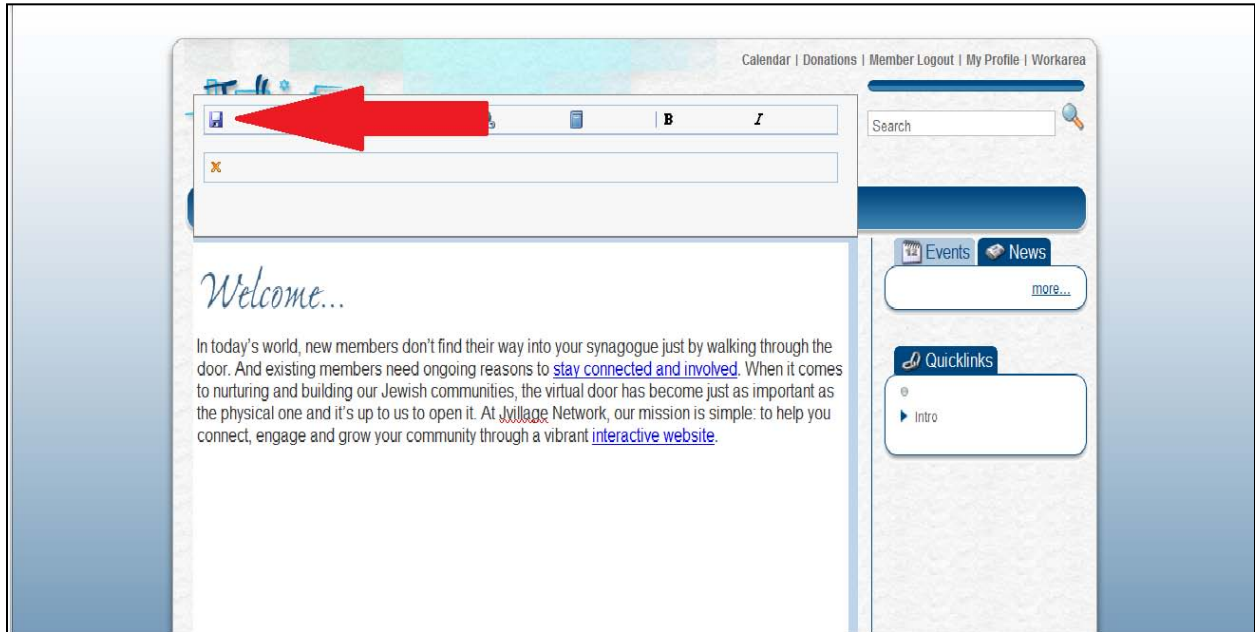 Calendar | Donations | Member Logout | My Profile | Workarea
B I
Search
Events News
more...
Welcome...
Quicklinks
Intro
In today's world, new members don't find their way into your synagogue just by walking through the
door. And existing members need ongoing reasons to stay connected and involved. When it comes
to nurturing and building our Jewish communities, the virtual door has become just as important as
the physical one and it's up to us to open it. At Jvillage Network, our mission is simple: to help you
connect, engage and grow your community through a vibrant interactive website.